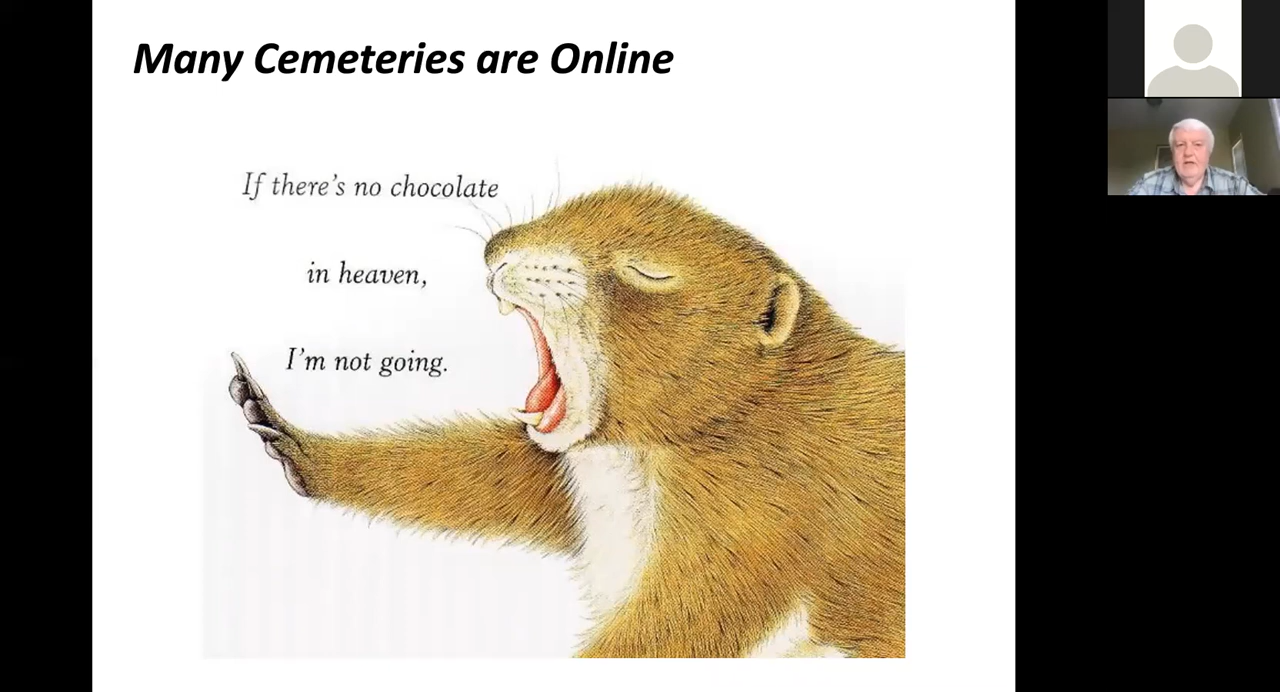 Many Cemeteries are Online
If there's no chocolate
in heaven,
I'm not going.